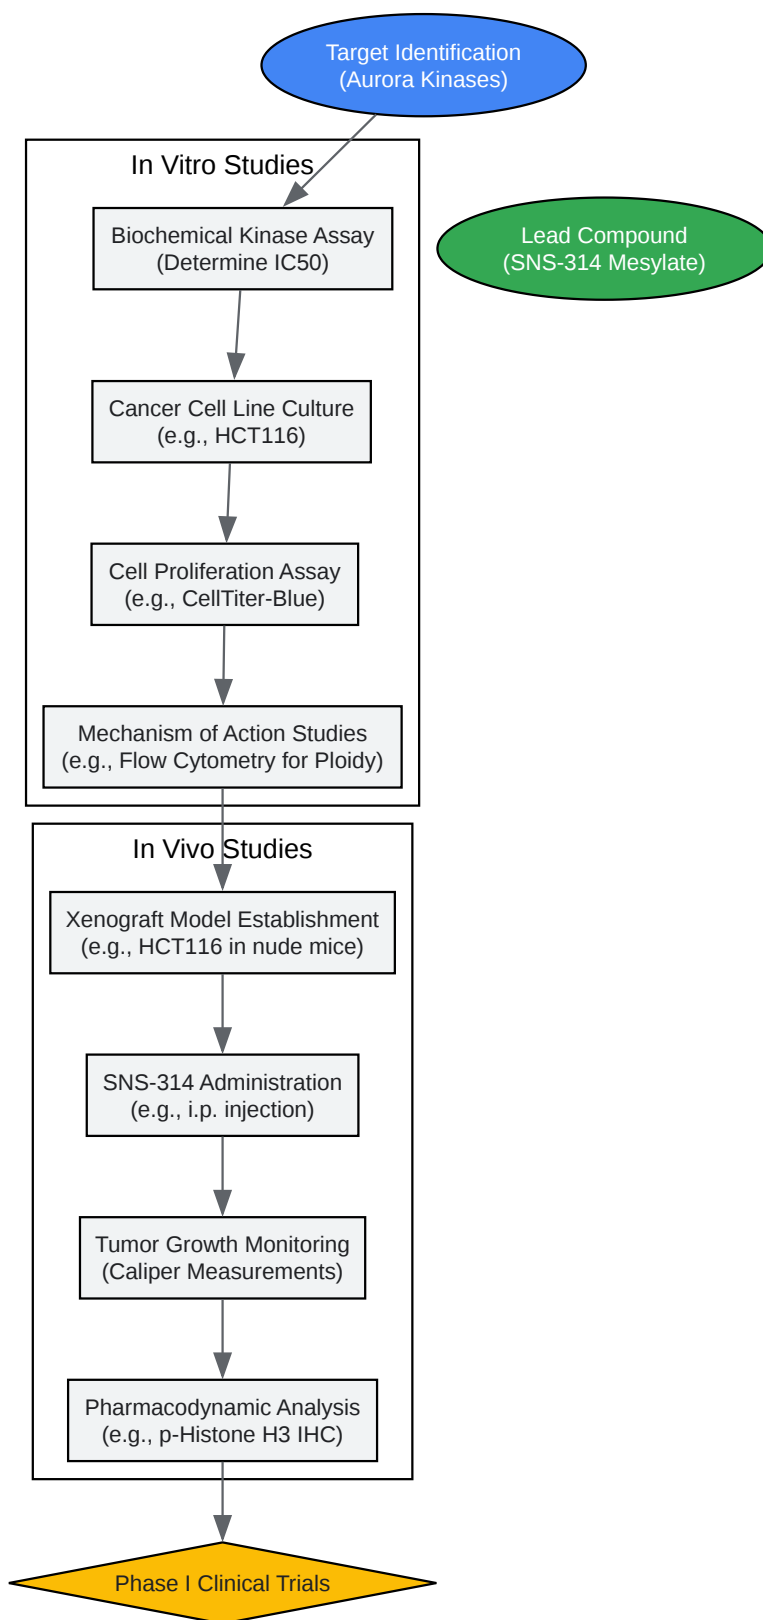 Target Identification
(Aurora Kinases)
In Vitro Studies
Biochemical Kinase Assay
(Determine IC50)
Lead Compound
(SNS-314 Mesylate)
Cancer Cell Line Culture
(e.g., HCT116)
Cell Proliferation Assay
(e.g., CellTiter-Blue)
Mechanism of Action Studies
(e.g., Flow Cytometry for Ploidy)
In Vivo Studies
Xenograft Model Establishment
(e.g., HCT116 in nude mice)
SNS-314 Administration
(e.g., i.p. injection)
Tumor Growth Monitoring
(Caliper Measurements)
Pharmacodynamic Analysis
(e.g., p-Histone H3 IHC)
Phase I Clinical Trials